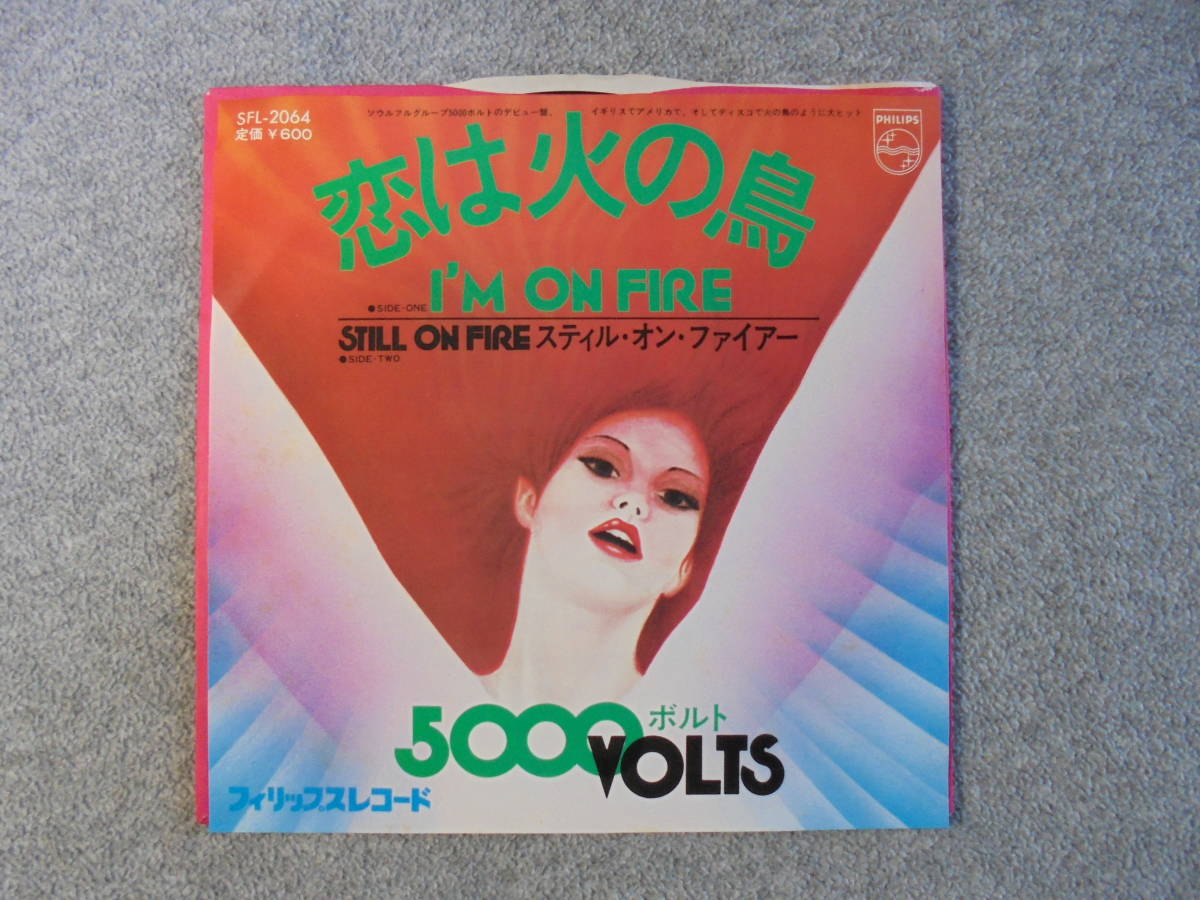 SFL-2064
定価 ¥600
ソウルフルグループ5000ボルトのデビュー盤、 イギリスでアメリカで、そしてディスコで火の鳥のように大ヒット
PHILIPS
恋は火の鳥
●SIDE-ONE I'M ON FIRE
STILL ON FIRE スティル・オン・ファイアー
●SIDE-TWO
5000 ボルト
VOLTS
フィリップスレコード